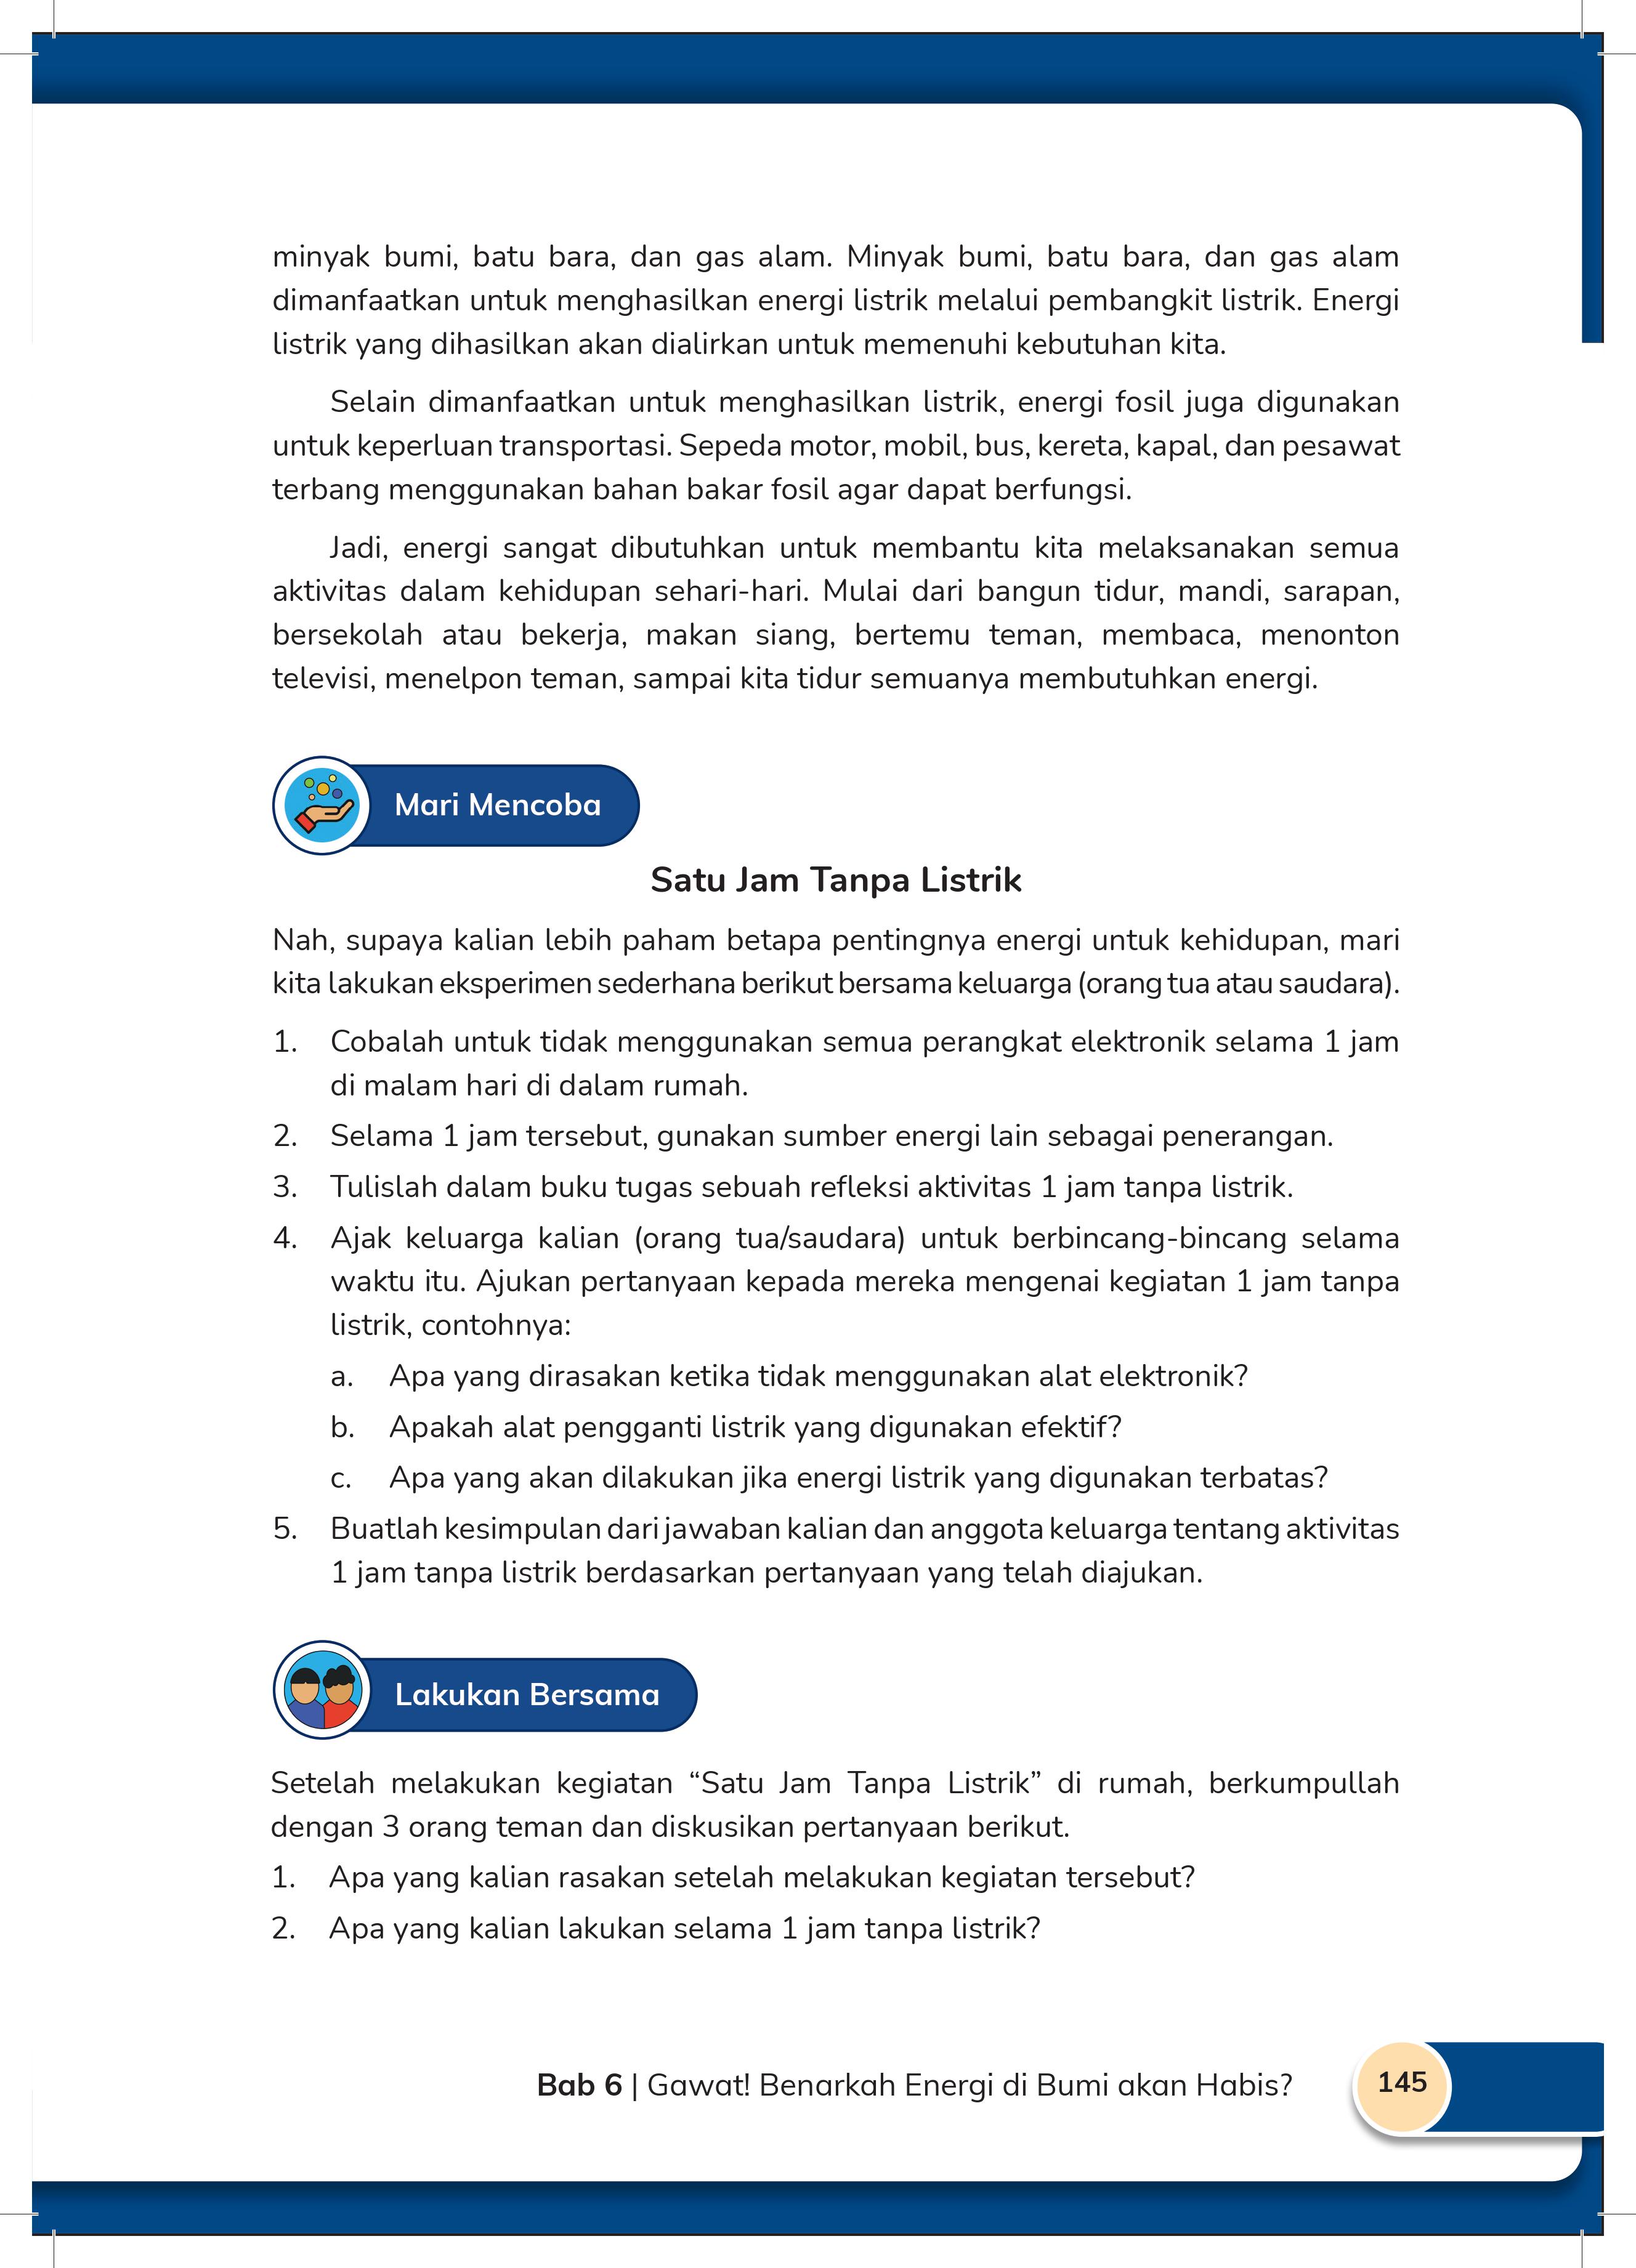 minyak bumi, batu bara, dan gas alam. Minyak bumi, batu bara, dan gas alam
dimanfaatkan untuk menghasilkan energi listrik melalui pembangkit listrik. Energi
listrik yang dihasilkan akan dialirkan untuk memenuhi kebutuhan kita.
Selain dimanfaatkan untuk menghasilkan listrik, energi fosil juga digunakan
untuk keperluan transportasi. Sepeda motor, mobil, bus, kereta, kapal, dan pesawat
terbang menggunakan bahan bakar fosil agar dapat berfungsi.
Jadi, energi sangat dibutuhkan untuk membantu kita melaksanakan semua
aktivitas dalam kehidupan sehari-hari. Mulai dari bangun tidur, mandi, sarapan,
bersekolah atau bekerja, makan siang, bertemu teman, membaca, menonton
televisi, menelpon teman, sampai kita tidur semuanya membutuhkan energi.
Mari Mencoba
Satu Jam Tanpa Listrik
Nah, supaya kalian lebih paham betapa pentingnya energi untuk kehidupan, mari
kita lakukan eksperimen sederhana berikut bersama keluarga (orang tua atau saudara).
1. Cobalah untuk tidak menggunakan semua perangkat elektronik selama 1 jam
di malam hari di dalam rumah.
2. Selama 1 jam tersebut, gunakan sumber energi lain sebagai penerangan.
3. Tulislah dalam buku tugas sebuah refleksi aktivitas 1 jam tanpa listrik.
4. Ajak keluarga kalian (orang tua/saudara) untuk berbincang-bincang selama
waktu itu. Ajukan pertanyaan kepada mereka mengenai kegiatan 1 jam tanpa
listrik, contohnya:
a. Apa yang dirasakan ketika tidak menggunakan alat elektronik?
b. Apakah alat pengganti listrik yang digunakan efektif?
c. Apa yang akan dilakukan jika energi listrik yang digunakan terbatas?
5. Buatlah kesimpulan dari jawaban kalian dan anggota keluarga tentang aktivitas
1 jam tanpa listrik berdasarkan pertanyaan yang telah diajukan.
Lakukan Bersama
Setelah melakukan kegiatan “Satu Jam Tanpa Listrik” di rumah, berkumpullah
dengan 3 orang teman dan diskusikan pertanyaan berikut.
1. Apa yang kalian rasakan setelah melakukan kegiatan tersebut?
2. Apa yang kalian lakukan selama 1 jam tanpa listrik?
Bab 6 | Gawat! Benarkah Energi di Bumi akan Habis?
145